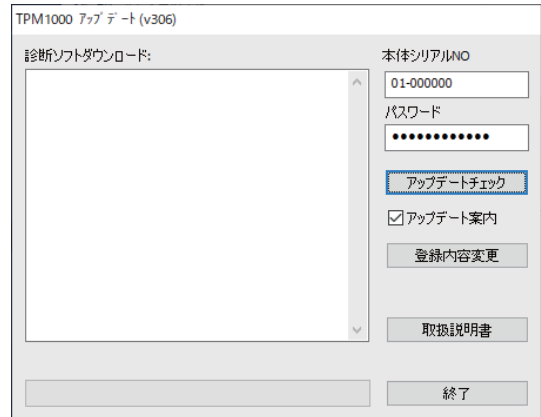 TPM1000 ｱｯﾌﾟﾃﾞｰﾄ (v306)
診断ソフトダウンロード:
本体シリアルNO
01-000000
パスワード
●●●●●●●●●●●●
アップデートチェック
アップデート案内
登録内容変更
取扱説明書
終了